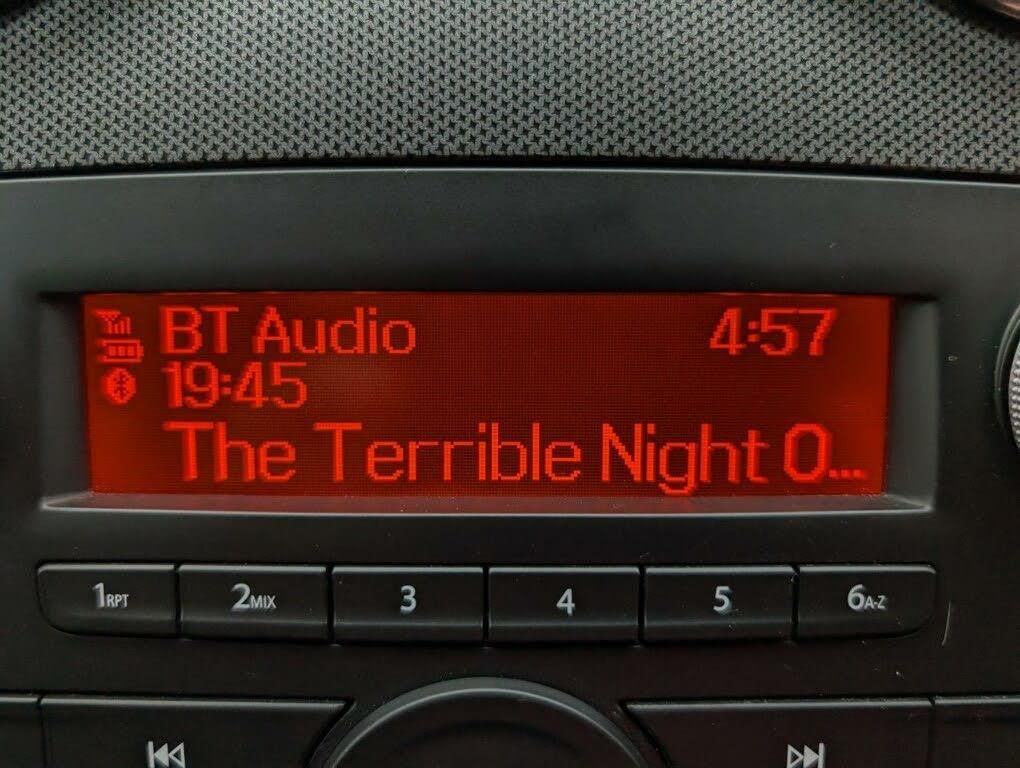 BT Audio 4:57
19:45
The Terrible Night O...
1RPT 2MIX 3 4 5 6A-Z